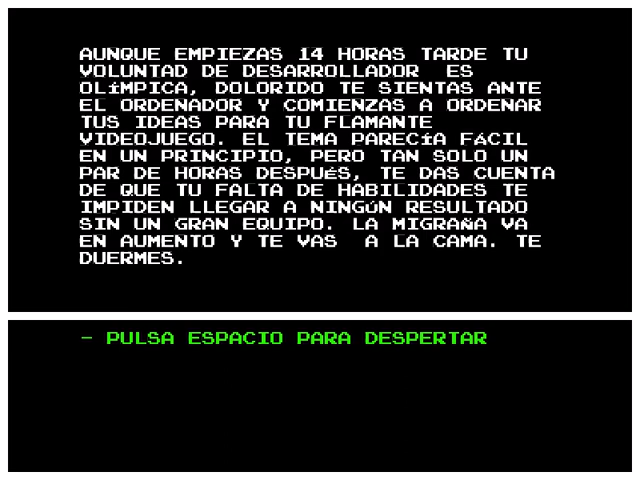 AUNQUE EMPIEZAS 14 HORAS TARDE TU
VOLUNTAD DE DESARROLLADOR  ES
OLíMPICA, DOLORIDO TE SIENTAS ANTE
EL ORDENADOR Y COMIENZAS A ORDENAR
TUS IDEAS PARA TU FLAMANTE
VIDEOJUEGO. EL TEMA PARECíA FáCIL
EN UN PRINCIPIO, PERO TAN SOLO UN
PAR DE HORAS DESPUéS, TE DAS CUENTA
DE QUE TU FALTA DE HABILIDADES TE
IMPIDEN LLEGAR A NINGúN RESULTADO
SIN UN GRAN EQUIPO. LA MIGRAñA VA
EN AUMENTO Y TE VAS  A LA CAMA. TE
DUERMES.
- PULSA ESPACIO PARA DESPERTAR